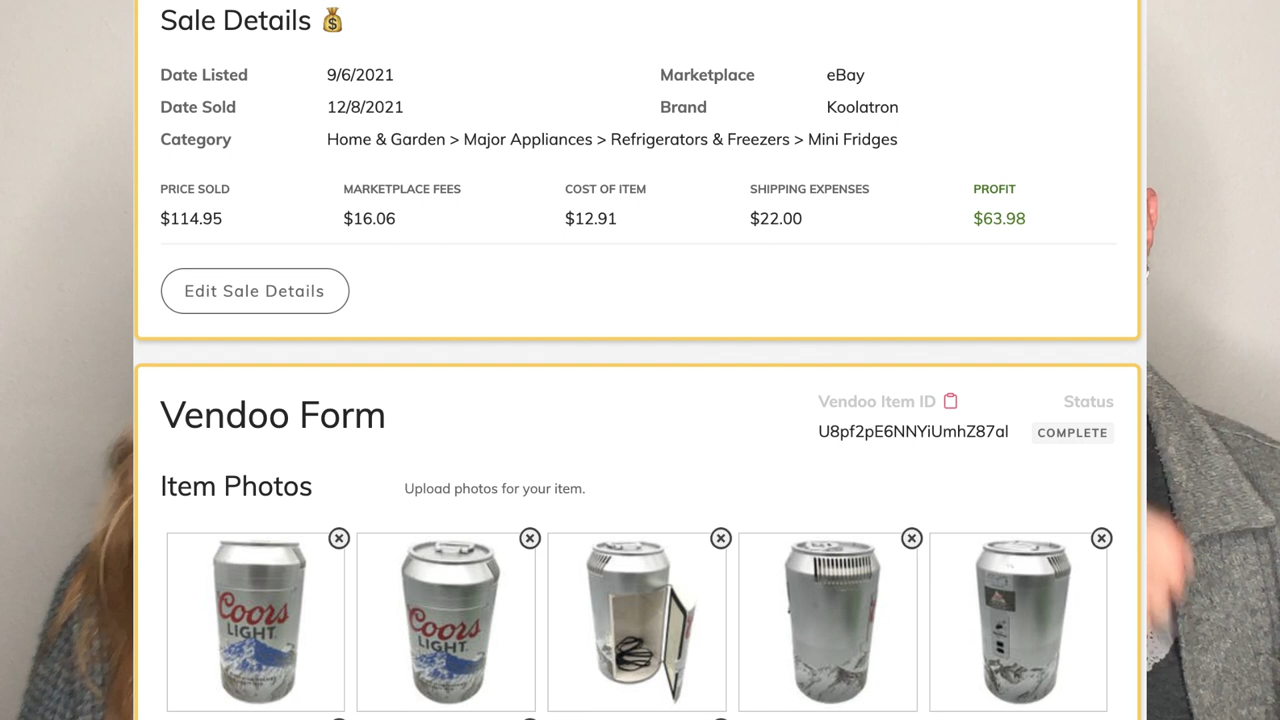 Sale Details
Date Listed 9/6/2021 Marketplace eBay
Date Sold 12/8/2021 Brand Koolatron
Category Home & Garden > Major Appliances > Refrigerators & Freezers > Mini Fridges
PRICE SOLD MARKETPLACE FEES COST OF ITEM SHIPPING EXPENSES PROFIT
$114.95 $16.06 $12.91 $22.00 $63.98
Edit Sale Details
Vendoo Form
Vendoo Item ID Status
U8pf2pE6NNYiUmhZ87al COMPLETE
Item Photos Upload photos for your item.
Coors Coors
LIGHT LIGHT